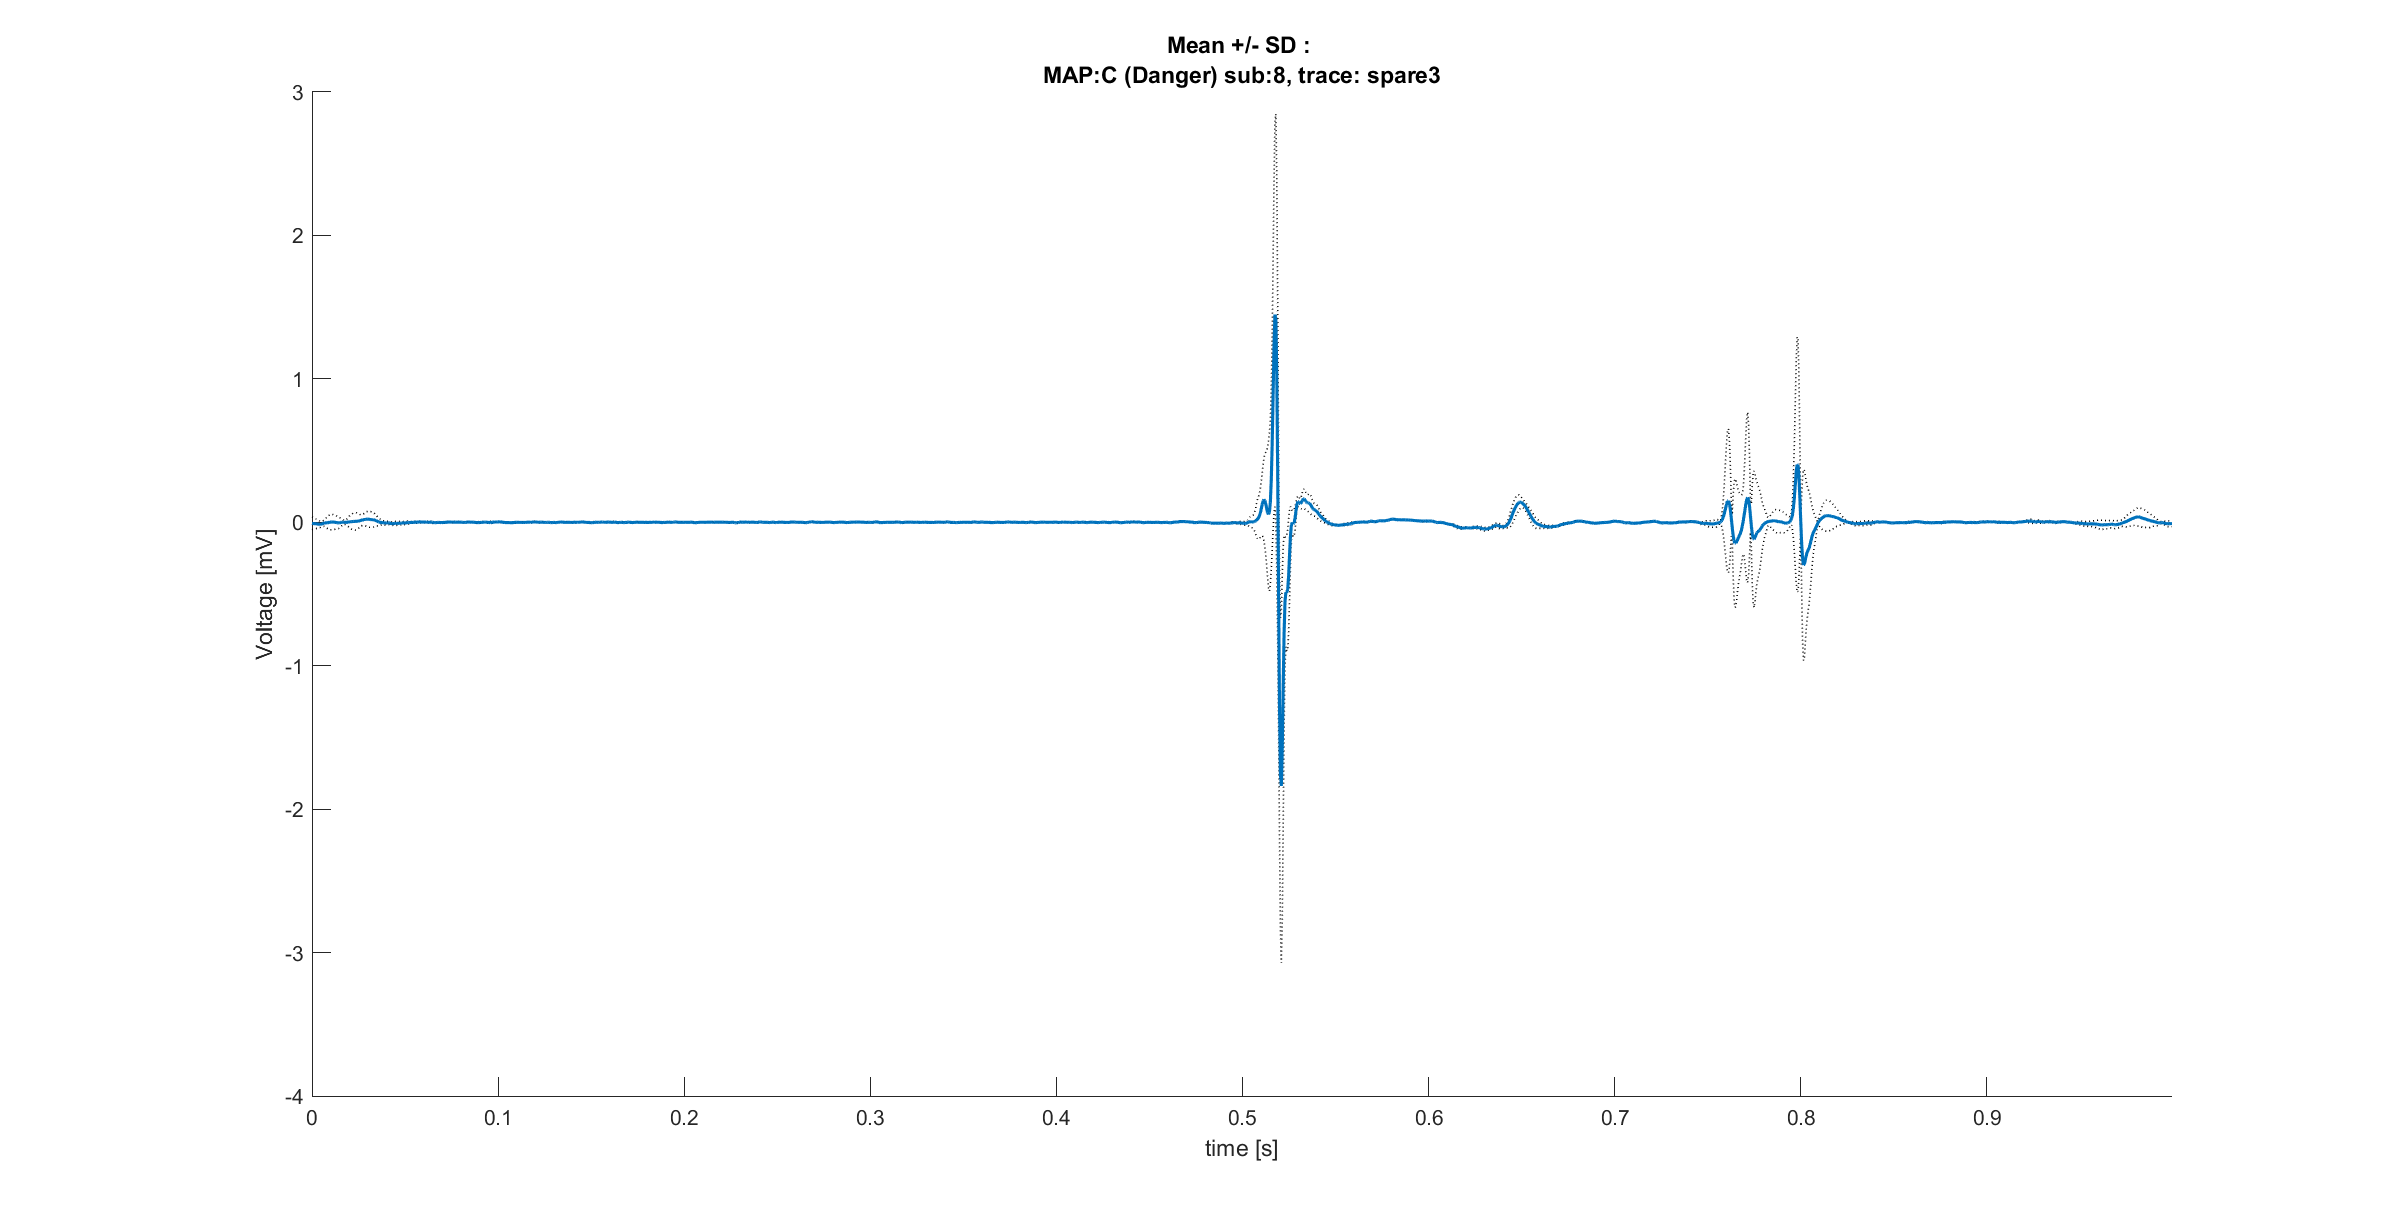 Mean +/- SD :
MAP:C (Danger) sub:8, trace: spare3
3
2
1
0
-1
-2
-3
-4
Voltage [mV]
0 0.1 0.2 0.3 0.4 0.5 0.6 0.7 0.8 0.9
time [s]